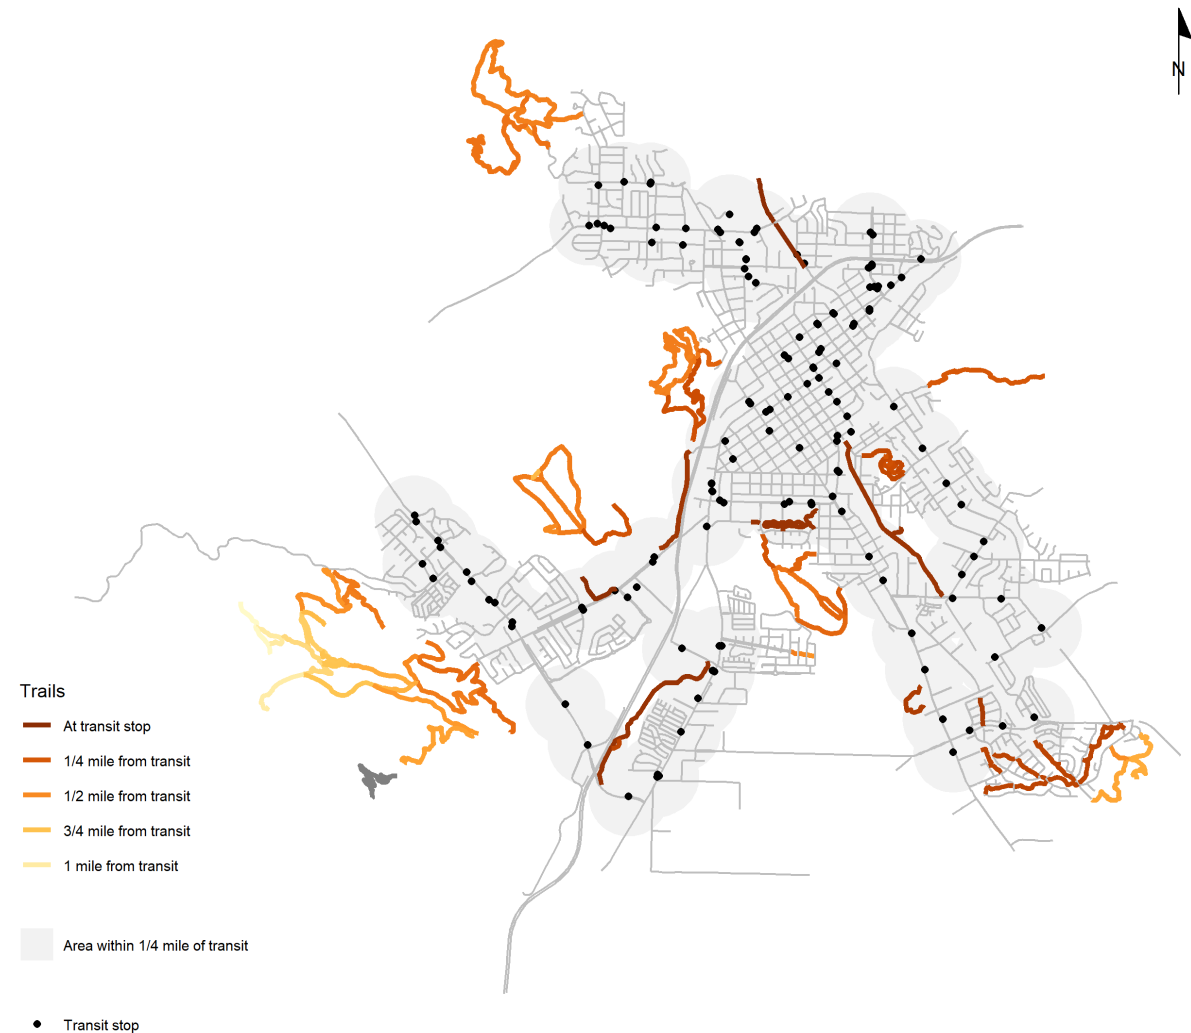 N
Trails
At transit stop
1/4 mile from transit
1/2 mile from transit
3/4 mile from transit
1 mile from transit
Area within 1/4 mile of transit
Transit stop